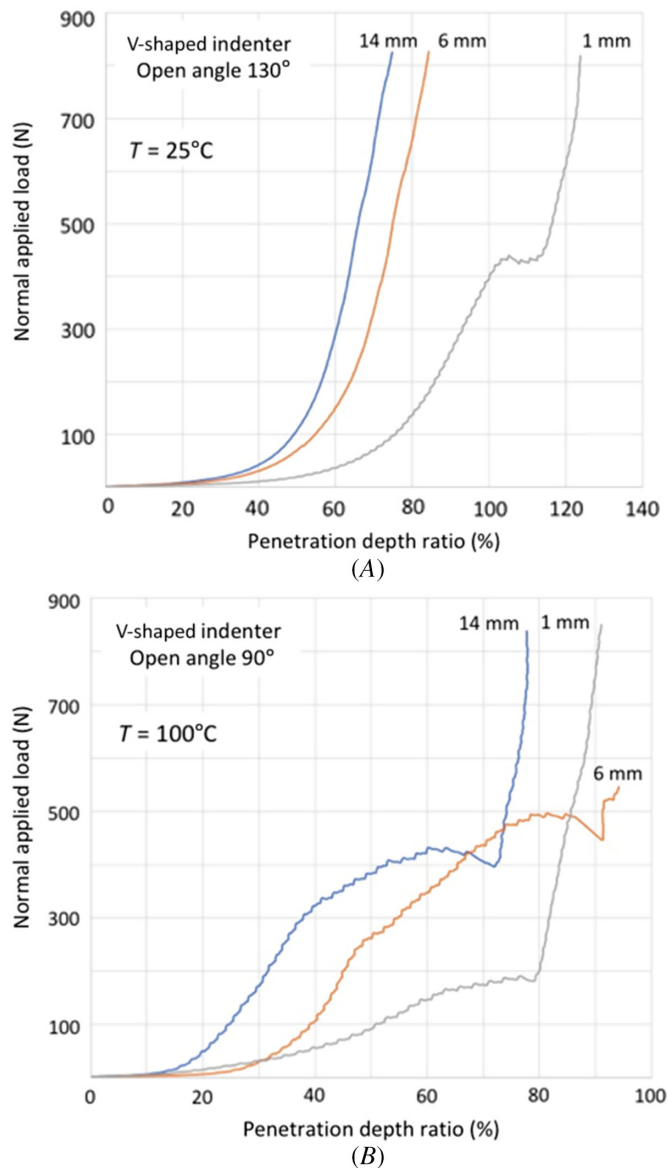 900
V-shaped indenter
Open angle 130°
14 mm
6 mm
1 mm
T = 25°C
700
500
300
100
Normal applied load (N)
0
20
40
60
80
100
120
140
Penetration depth ratio (%)
(A)
900
V-shaped indenter
Open angle 90°
14 mm
1 mm
T = 100°C
700
6 mm
500
300
100
Normal applied load (N)
0
20
40
60
80
100
Penetration depth ratio (%)
(B)